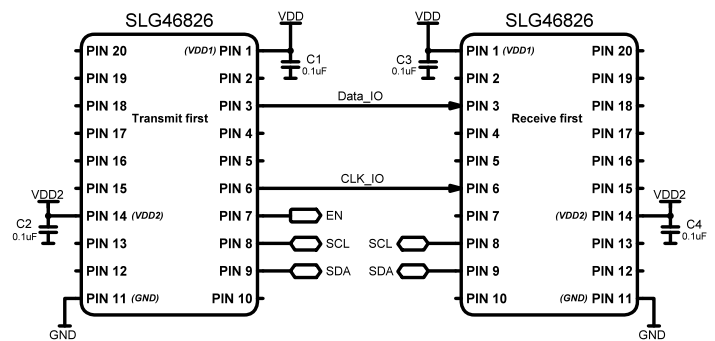 SLG46826 SLG46826
VDD VDD
PIN 20 (VDD1) PIN 1 PIN 1 (VDD1) PIN 20
C1 C3
0.1uF 0.1uF
PIN 19 PIN 2 PIN 2 PIN 19
Data_IO
PIN 18 PIN 3 PIN 3 PIN 18
Transmit first Receive first
PIN 17 PIN 4 PIN 4 PIN 17
PIN 16 PIN 5 PIN 5 PIN 16
CLK_IO
PIN 15 PIN 6 PIN 6 PIN 15
VDD2 VDD2
PIN 14 (VDD2) PIN 7 EN PIN 7 (VDD2) PIN 14
C2 C4
0.1uF 0.1uF
PIN 13 PIN 8 SCL SCL PIN 8 PIN 13
PIN 12 PIN 9 SDA SDA PIN 9 PIN 12
PIN 11 (GND) PIN 10 PIN 10 (GND) PIN 11
GND GND